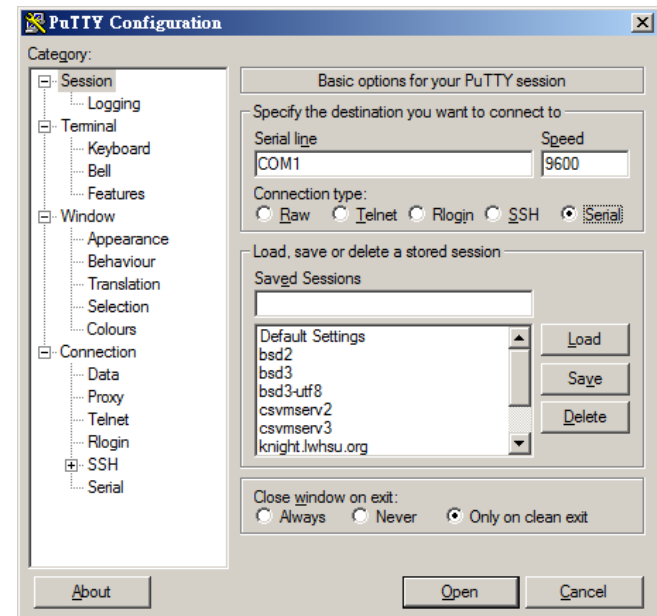 PuTTY Configuration
Category:
Session
Logging
Terminal
Keyboard
Bell
Features
Window
Appearance
Behaviour
Translation
Selection
Colours
Connection
Data
Proxy
Telnet
Rlogin
SSH
Serial
Basic options for your PuTTY session
Specify the destination you want to connect to
Serial line Speed
COM1 9600
Connection type:
Raw Telnet Rlogin SSH Serial
Load, save or delete a stored session
Saved Sessions
Default Settings
bsd2
bsd3
bsd3-utf8
csvmserv2
csvmserv3
knight.lwhsu.org
Load
Save
Delete
Close window on exit:
Always Never Only on clean exit
About Open Cancel